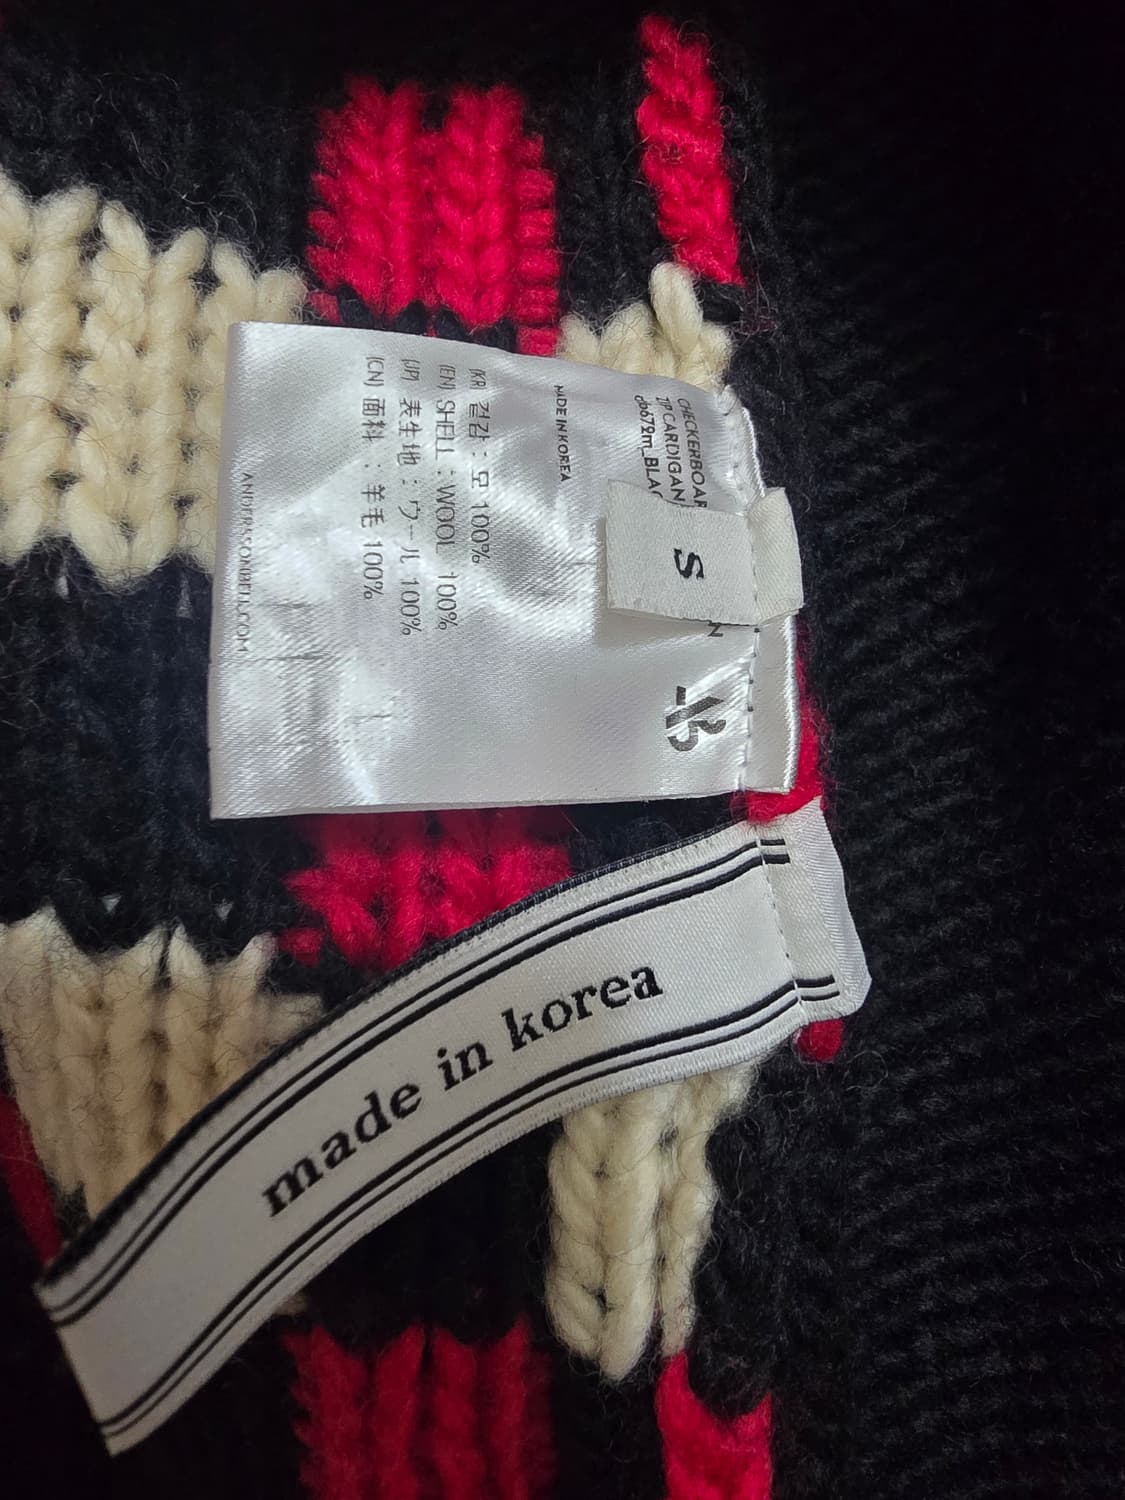 CHECKERBOAR
ZIP CARDIGAN
S
MADE IN KOREA
(KR) 겉감 : 모 100%
(EN) SHELL : WOOL 100%
(JP) 表生地 : ウール 100%
(CN) 面料 : 羊毛 100%
ANDERSSONBELL.COM
made in korea